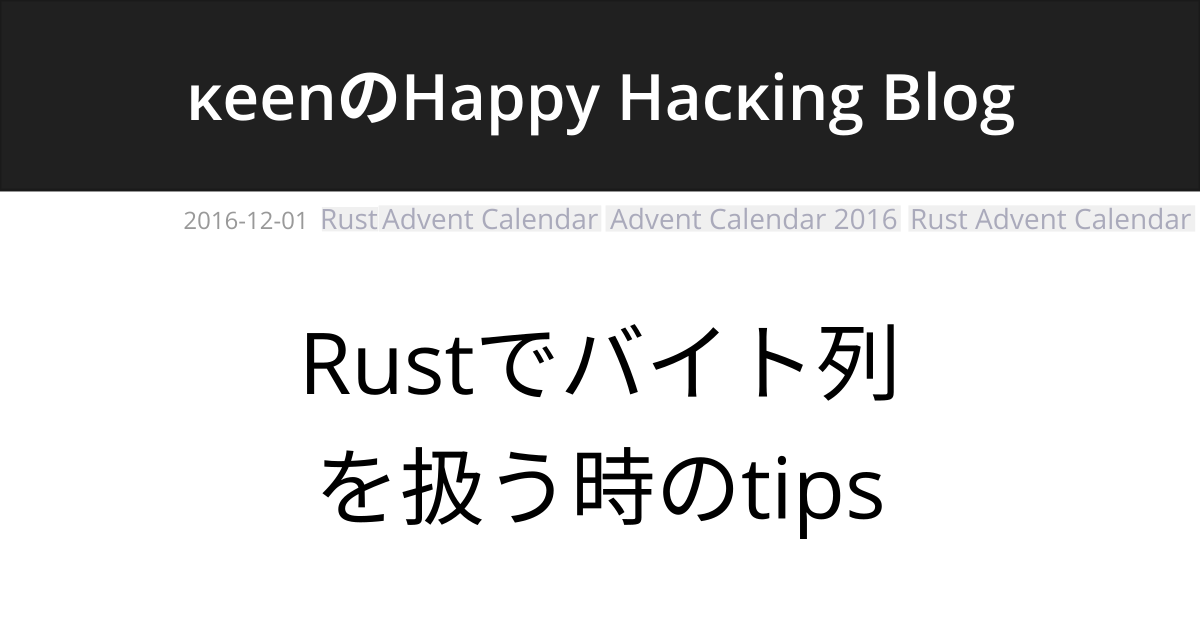 κeenのHappy Hacκing Blog
2016-12-01 Rust Advent Calendar Advent Calendar 2016 Rust Advent Calendar
Rustでバイト列
を扱う時のtips